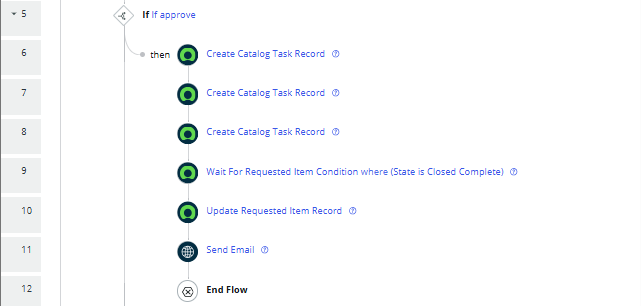 5 If If approve
6 then Create Catalog Task Record
7 Create Catalog Task Record
8 Create Catalog Task Record
9 Wait For Requested Item Condition where (State is Closed Complete)
10 Update Requested Item Record
11 Send Email
12 End Flow